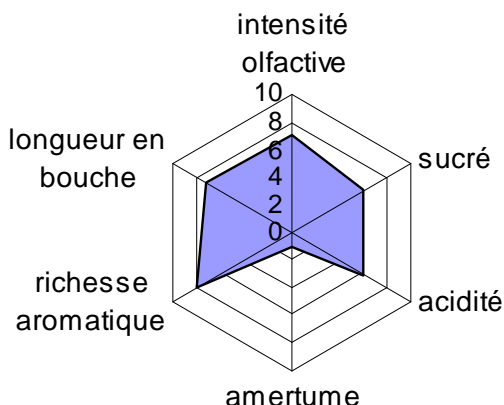 intensité
olfactive
10
8
6
4
2
0
sucré
acidité
amertume
richesse
aromatique
longueur en
bouche